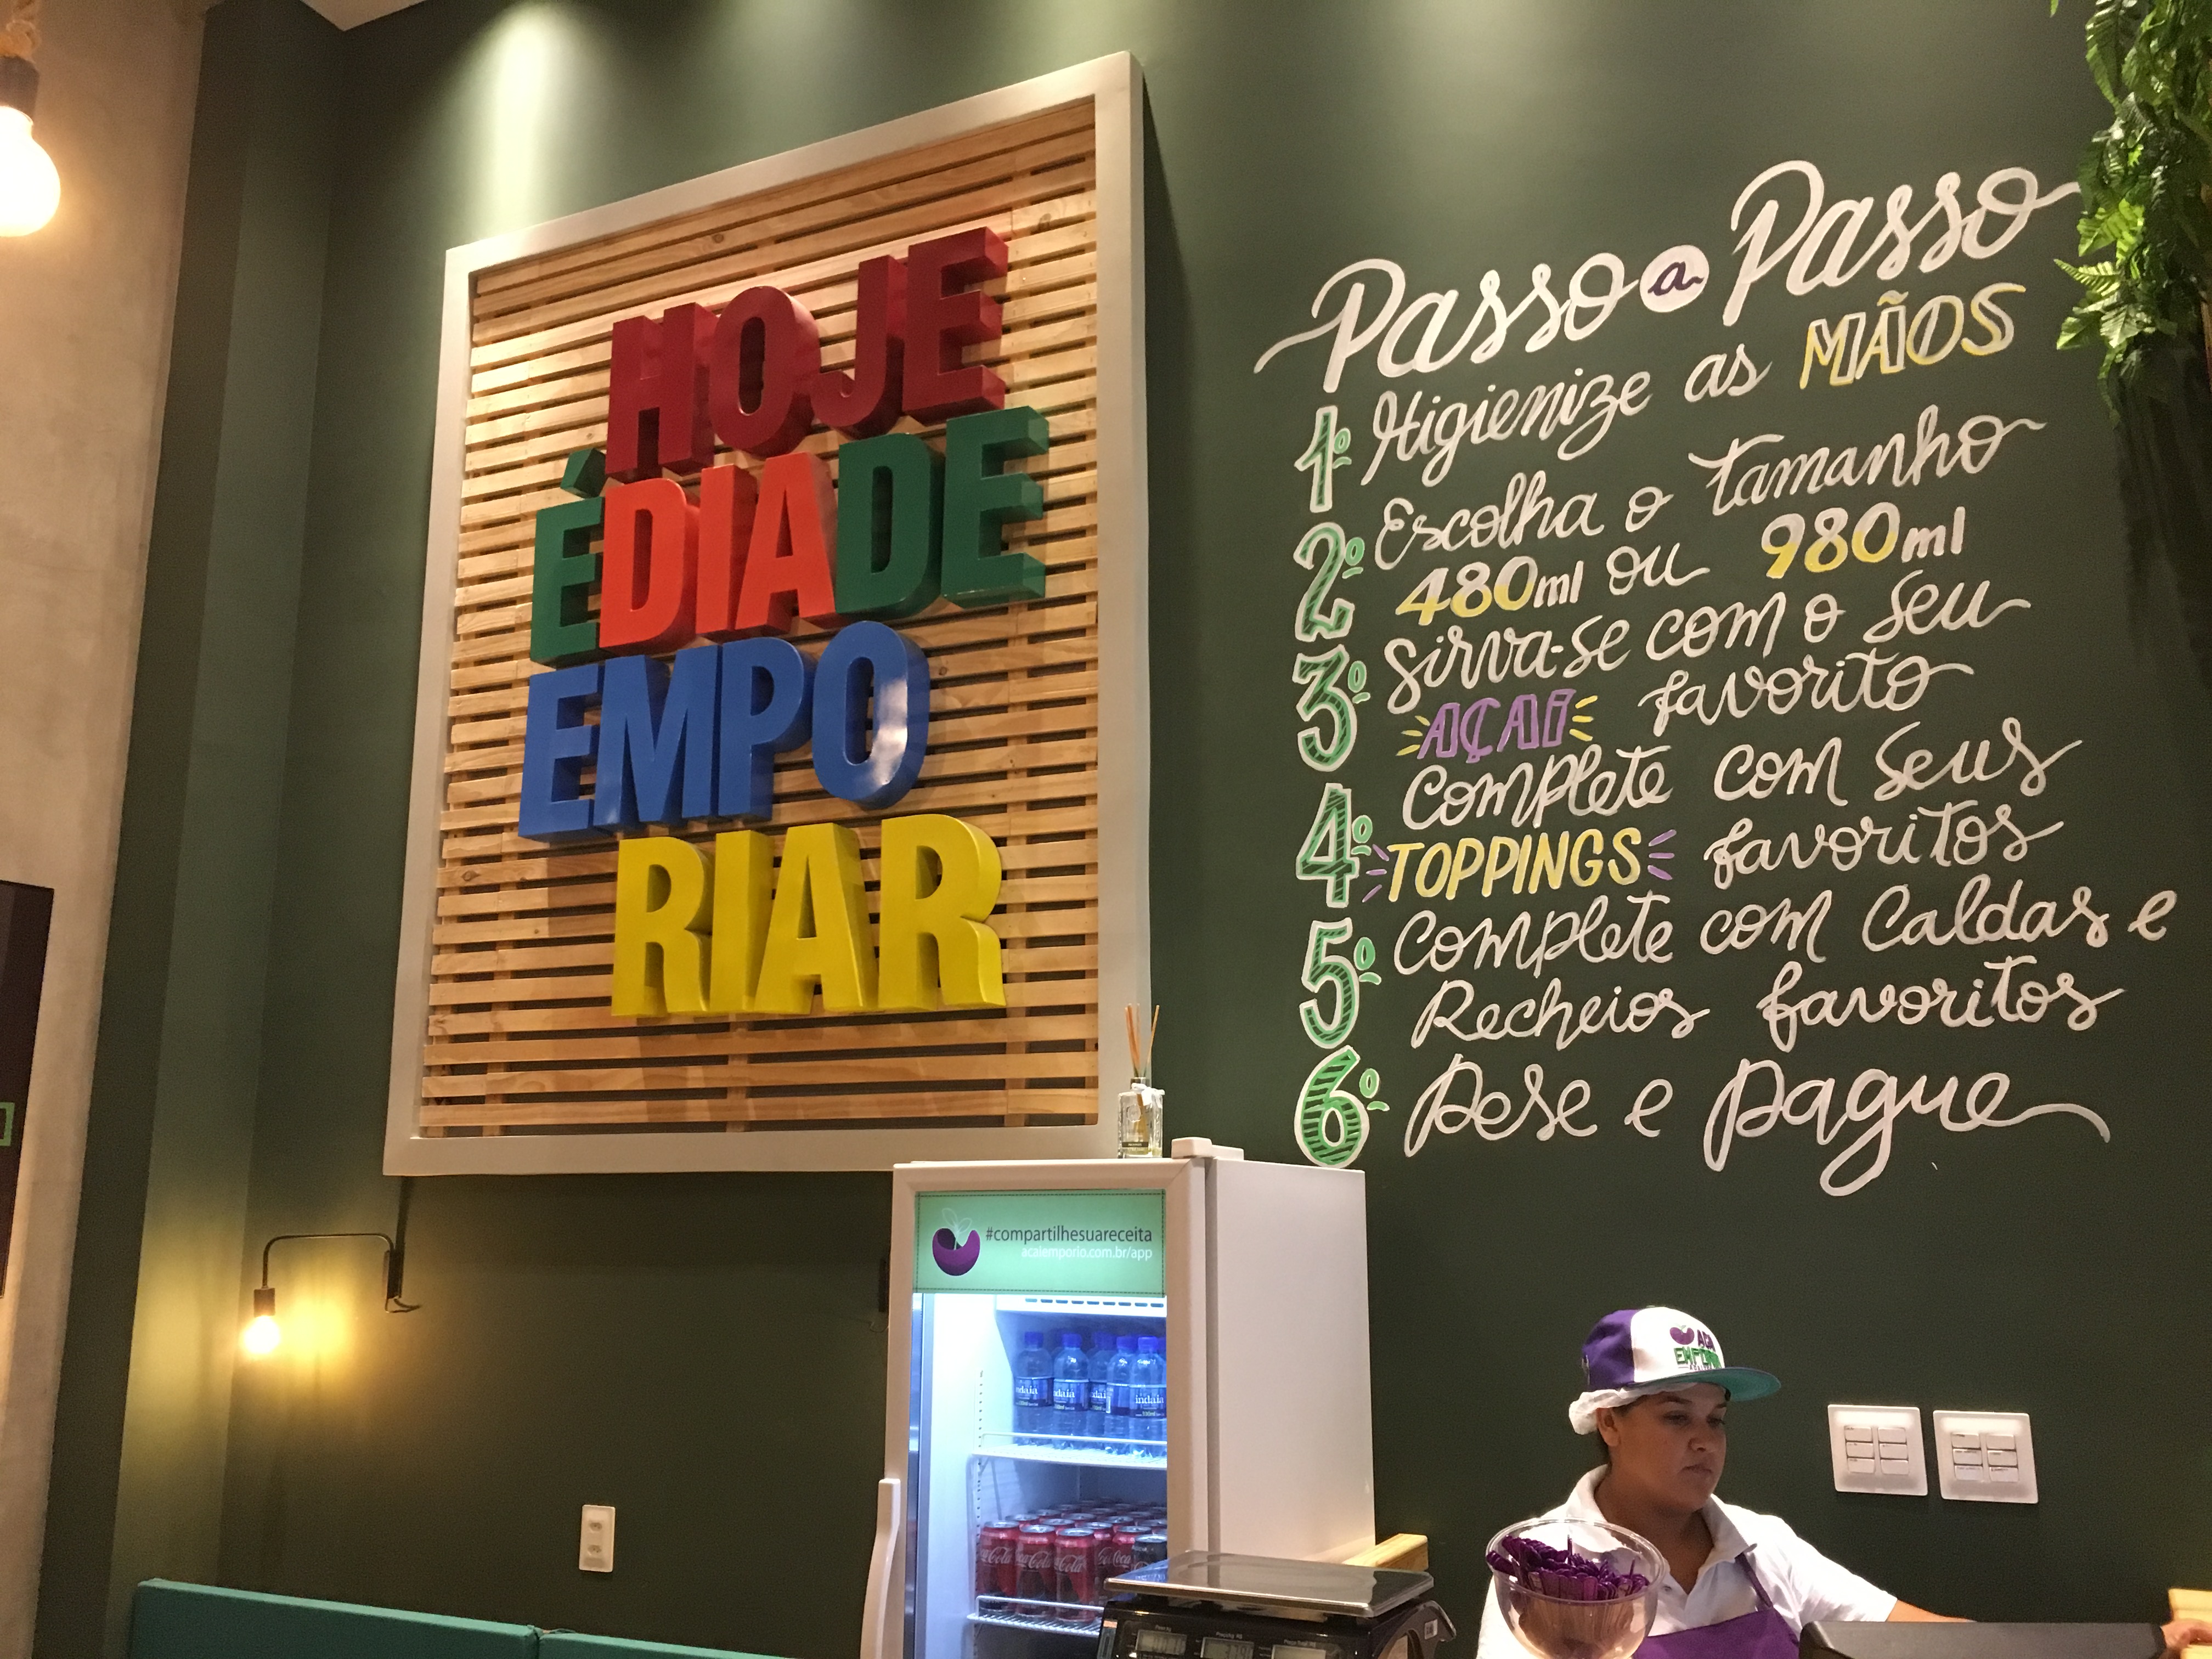 HOJE
É DIA DE
EMPO
RIAR
Passo a Passo
1º Higienize as MÃOS
2º Escolha o tamanho
480ml ou 980ml
3º Sirva-se com o seu
AÇAÍ favorito
4º Complete com seus
TOPPINGS favoritos
5º Complete com Caldas e
Recheios favoritos
6º Pese e pague
#compartilhesuareceita
acaiemporio.com.br/app
indaiá
Coca-Cola